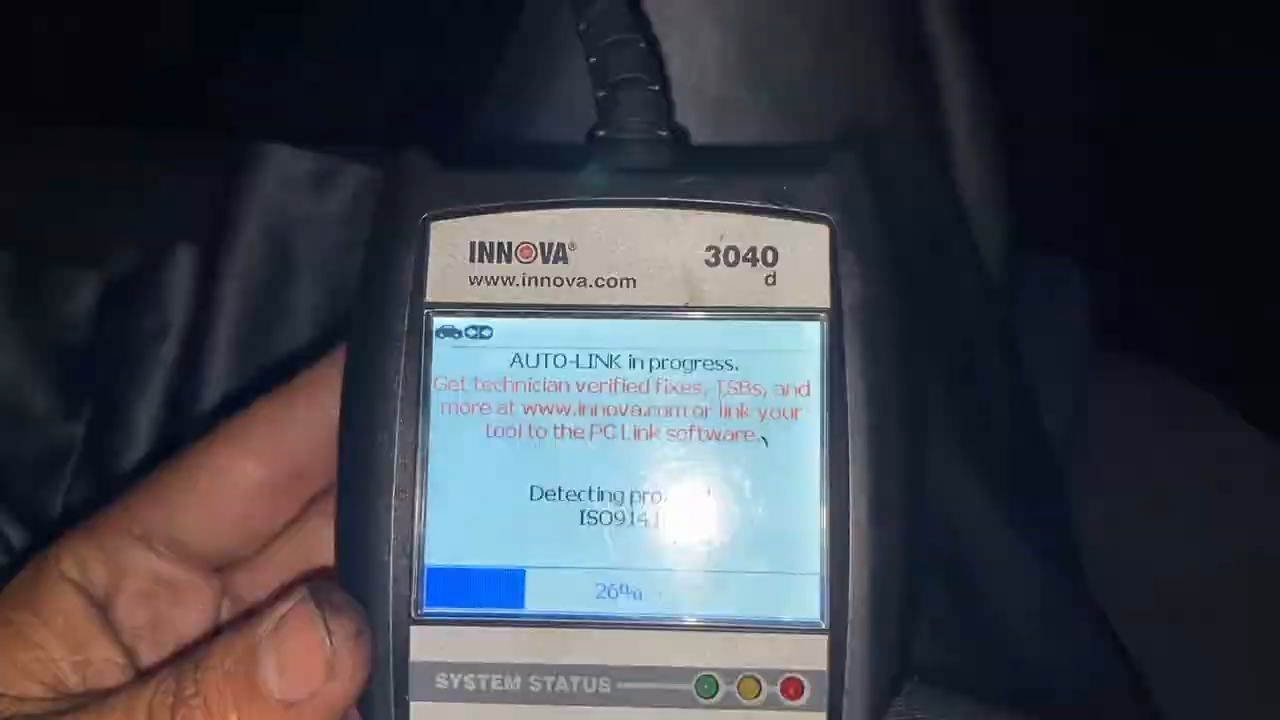 INNOVA®
3040
www.innova.com
d
AUTO-LINK in progress.
Get technician verified fixes, TSBs, and
more at www.innova.com or link your
tool to the PC Link software.
Detecting
26%
SYSTEM STATUS